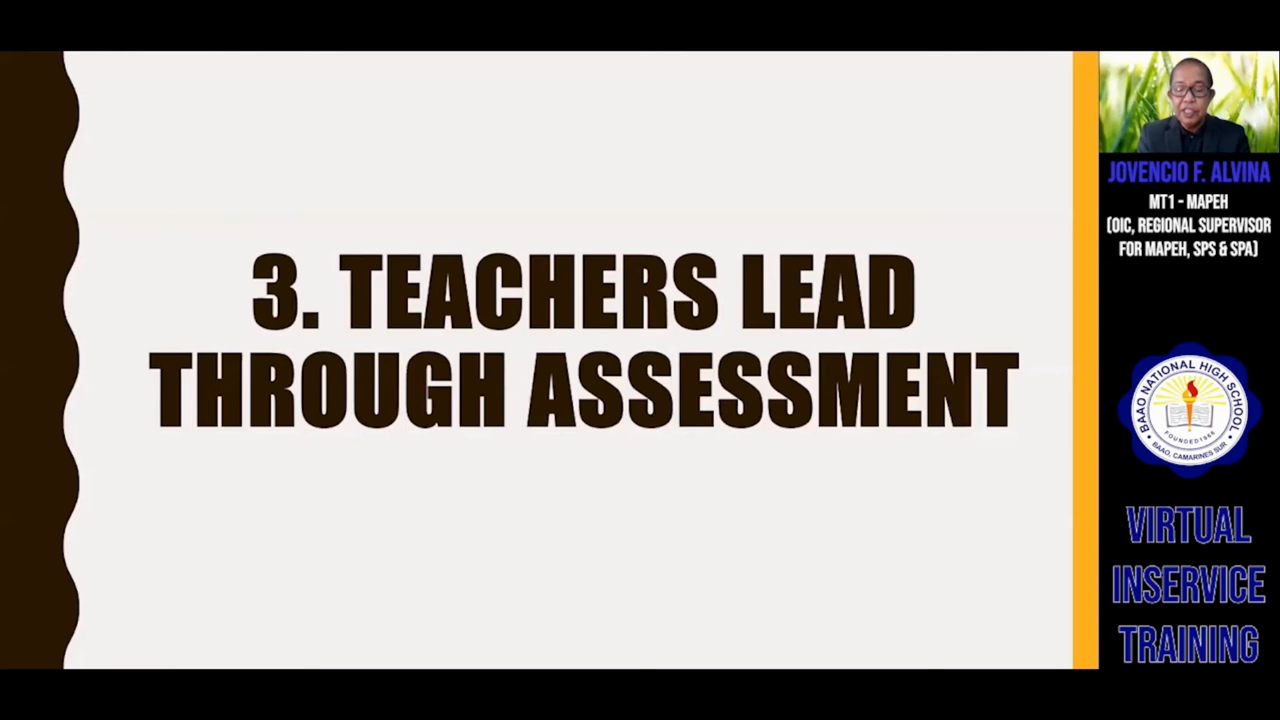 3. TEACHERS LEAD
THROUGH ASSESSMENT
JOVENCIO F. ALVINA
MT1 - MAPEH
(OIC, REGIONAL SUPERVISOR
FOR MAPEH, SPS & SPA)
BAAO NATIONAL HIGH SCHOOL
BAAO, CAMARINES SUR
VIRTUAL
INSERVICE
TRAINING